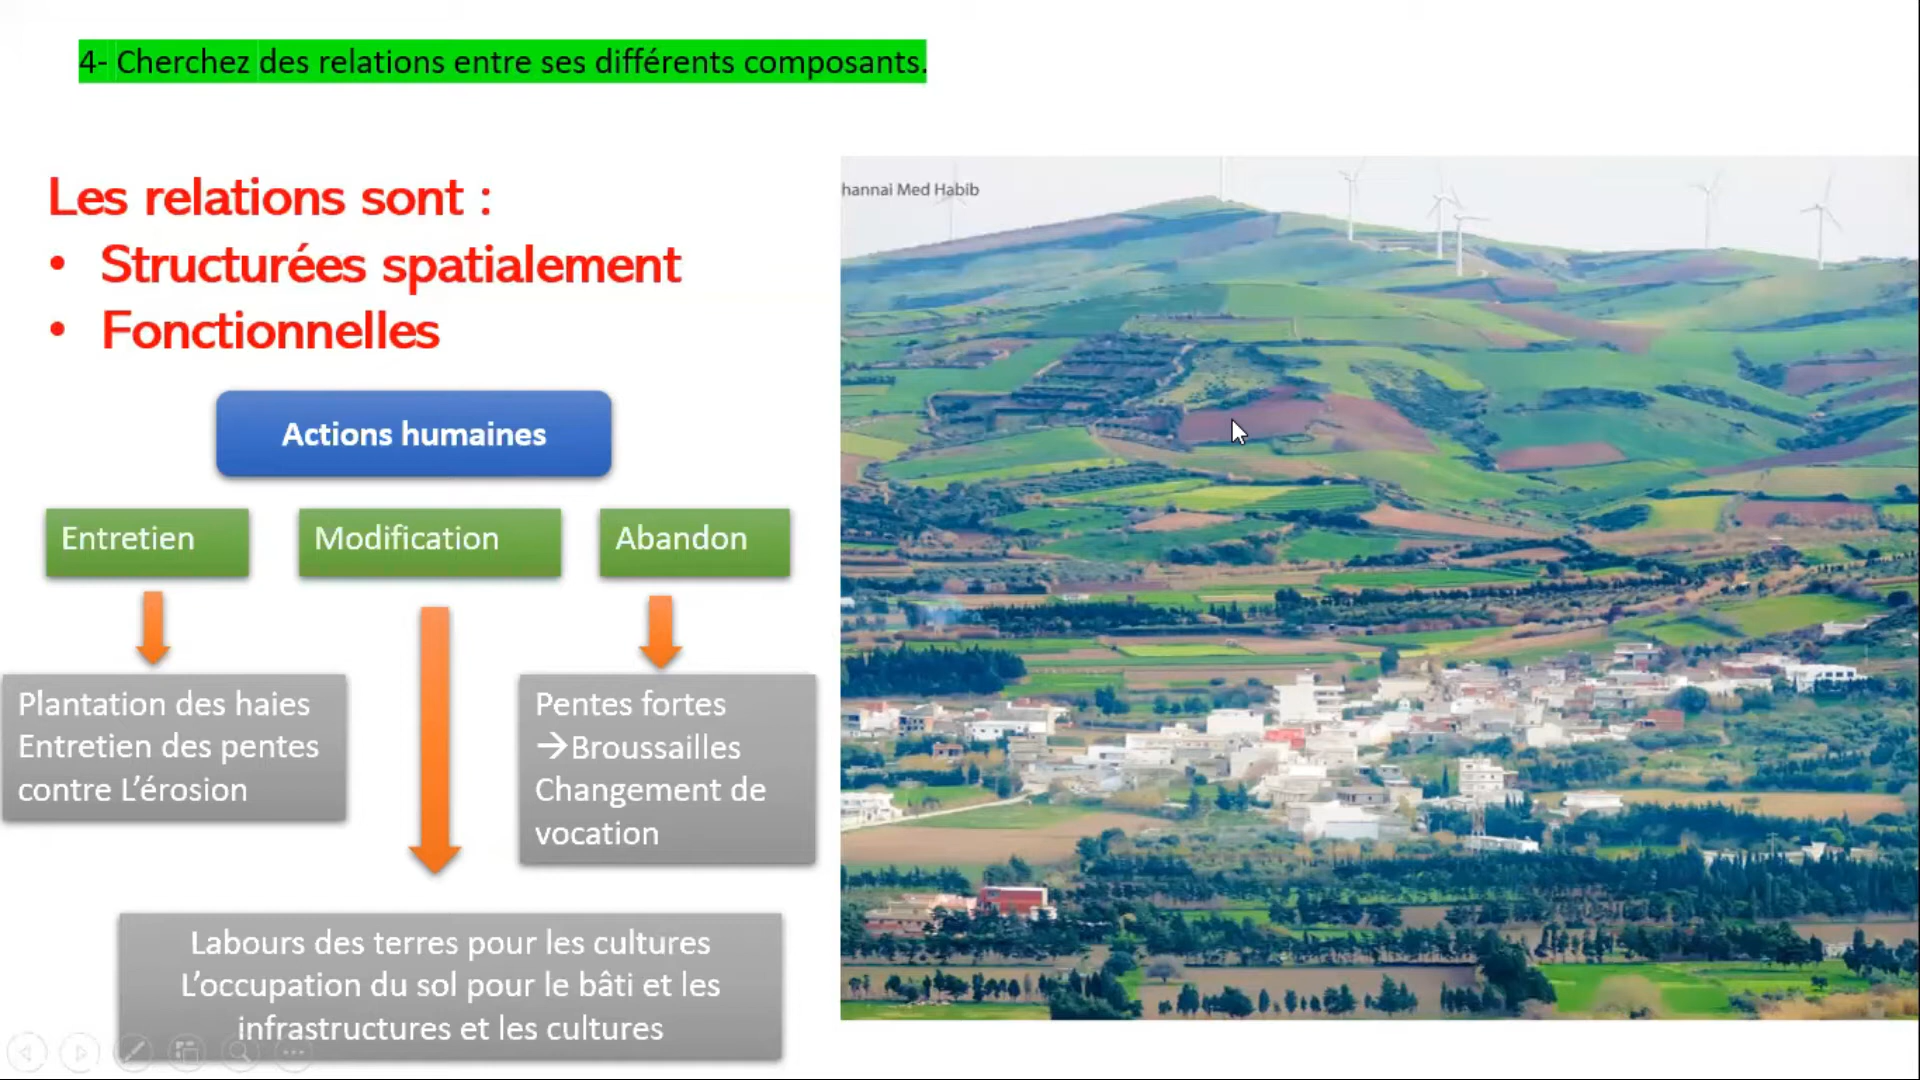 4- Cherchez des relations entre ses différents composants.
Les relations sont :
• Structurées spatialement
• Fonctionnelles
hannai Med Habib
Actions humaines
Entretien
Modification
Abandon
Plantation des haies
Entretien des pentes
contre L’érosion
Pentes fortes
→Broussailles
Changement de
vocation
Labours des terres pour les cultures
L’occupation du sol pour le bâti et les
infrastructures et les cultures